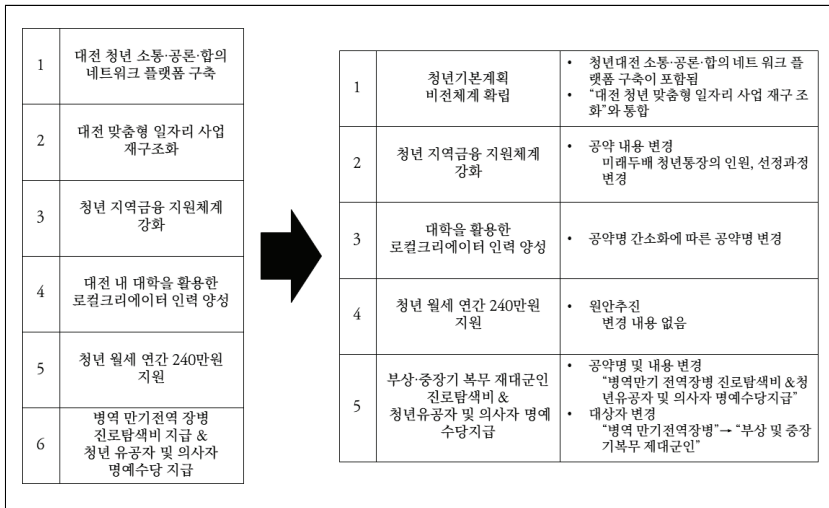 1
대전 청년 소통·공론·합의
네트워크 플랫폼 구축
2
대전 맞춤형 일자리 사업
재구조화
3
청년 지역금융 지원체계
강화
4
대전 내 대학을 활용한
로컬크리에이터 인력 양성
5
청년 월세 연간 240만원
지원
6
병역 만기전역 장병
진로탐색비 지급 &
청년 유공자 및 의사자
명예수당 지급
1
청년기본계획
비전체계 확립
• 청년대전 소통·공론·합의 네트 워크 플
랫폼 구축이 포함됨
• “대전 청년 맞춤형 일자리 사업 재구 조
화”와 통합
2
청년 지역금융 지원체계
강화
• 공약 내용 변경
미래두배 청년통장의 인원, 선정과정
변경
3
대학을 활용한
로컬크리에이터 인력 양성
• 공약명 간소화에 따른 공약명 변경
4
청년 월세 연간 240만원
지원
• 원안추진
변경 내용 없음
5
부상·중장기 복무 재대군인
진로탐색비 &
청년유공자 및 의사자 명예
수당지급
• 공약명 및 내용 변경
“병역만기 전역장병 진로탐색비 &청
년유공자 및 의사자 명예수당지급”
• 대상자 변경
“병역 만기전역장병”→ “부상 및 중장
기복무 제대군인”